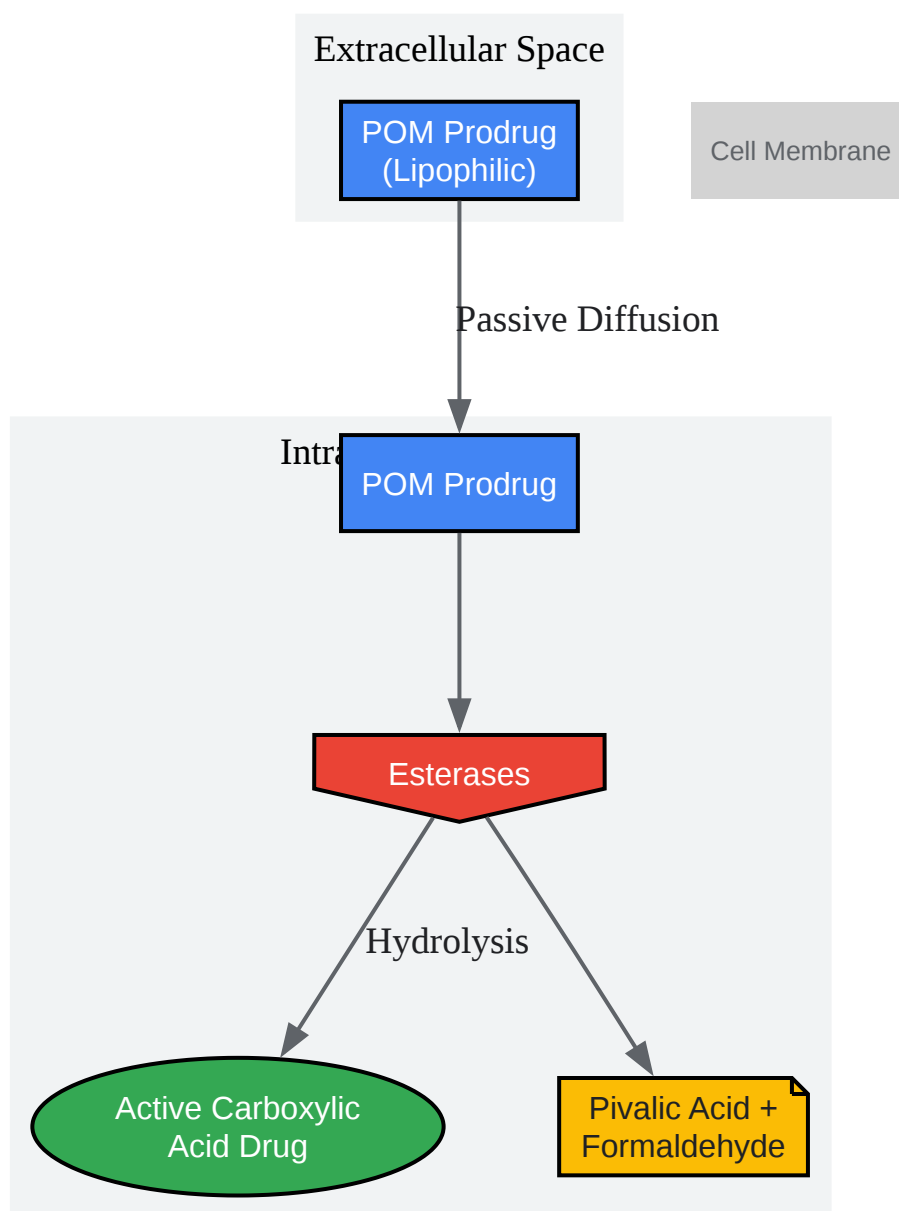 Extracellular Space
POM Prodrug
(Lipophilic)
Cell Membrane
Passive Diffusion
POM Prodrug
Esterases
Hydrolysis
Active Carboxylic
Acid Drug
Pivalic Acid +
Formaldehyde